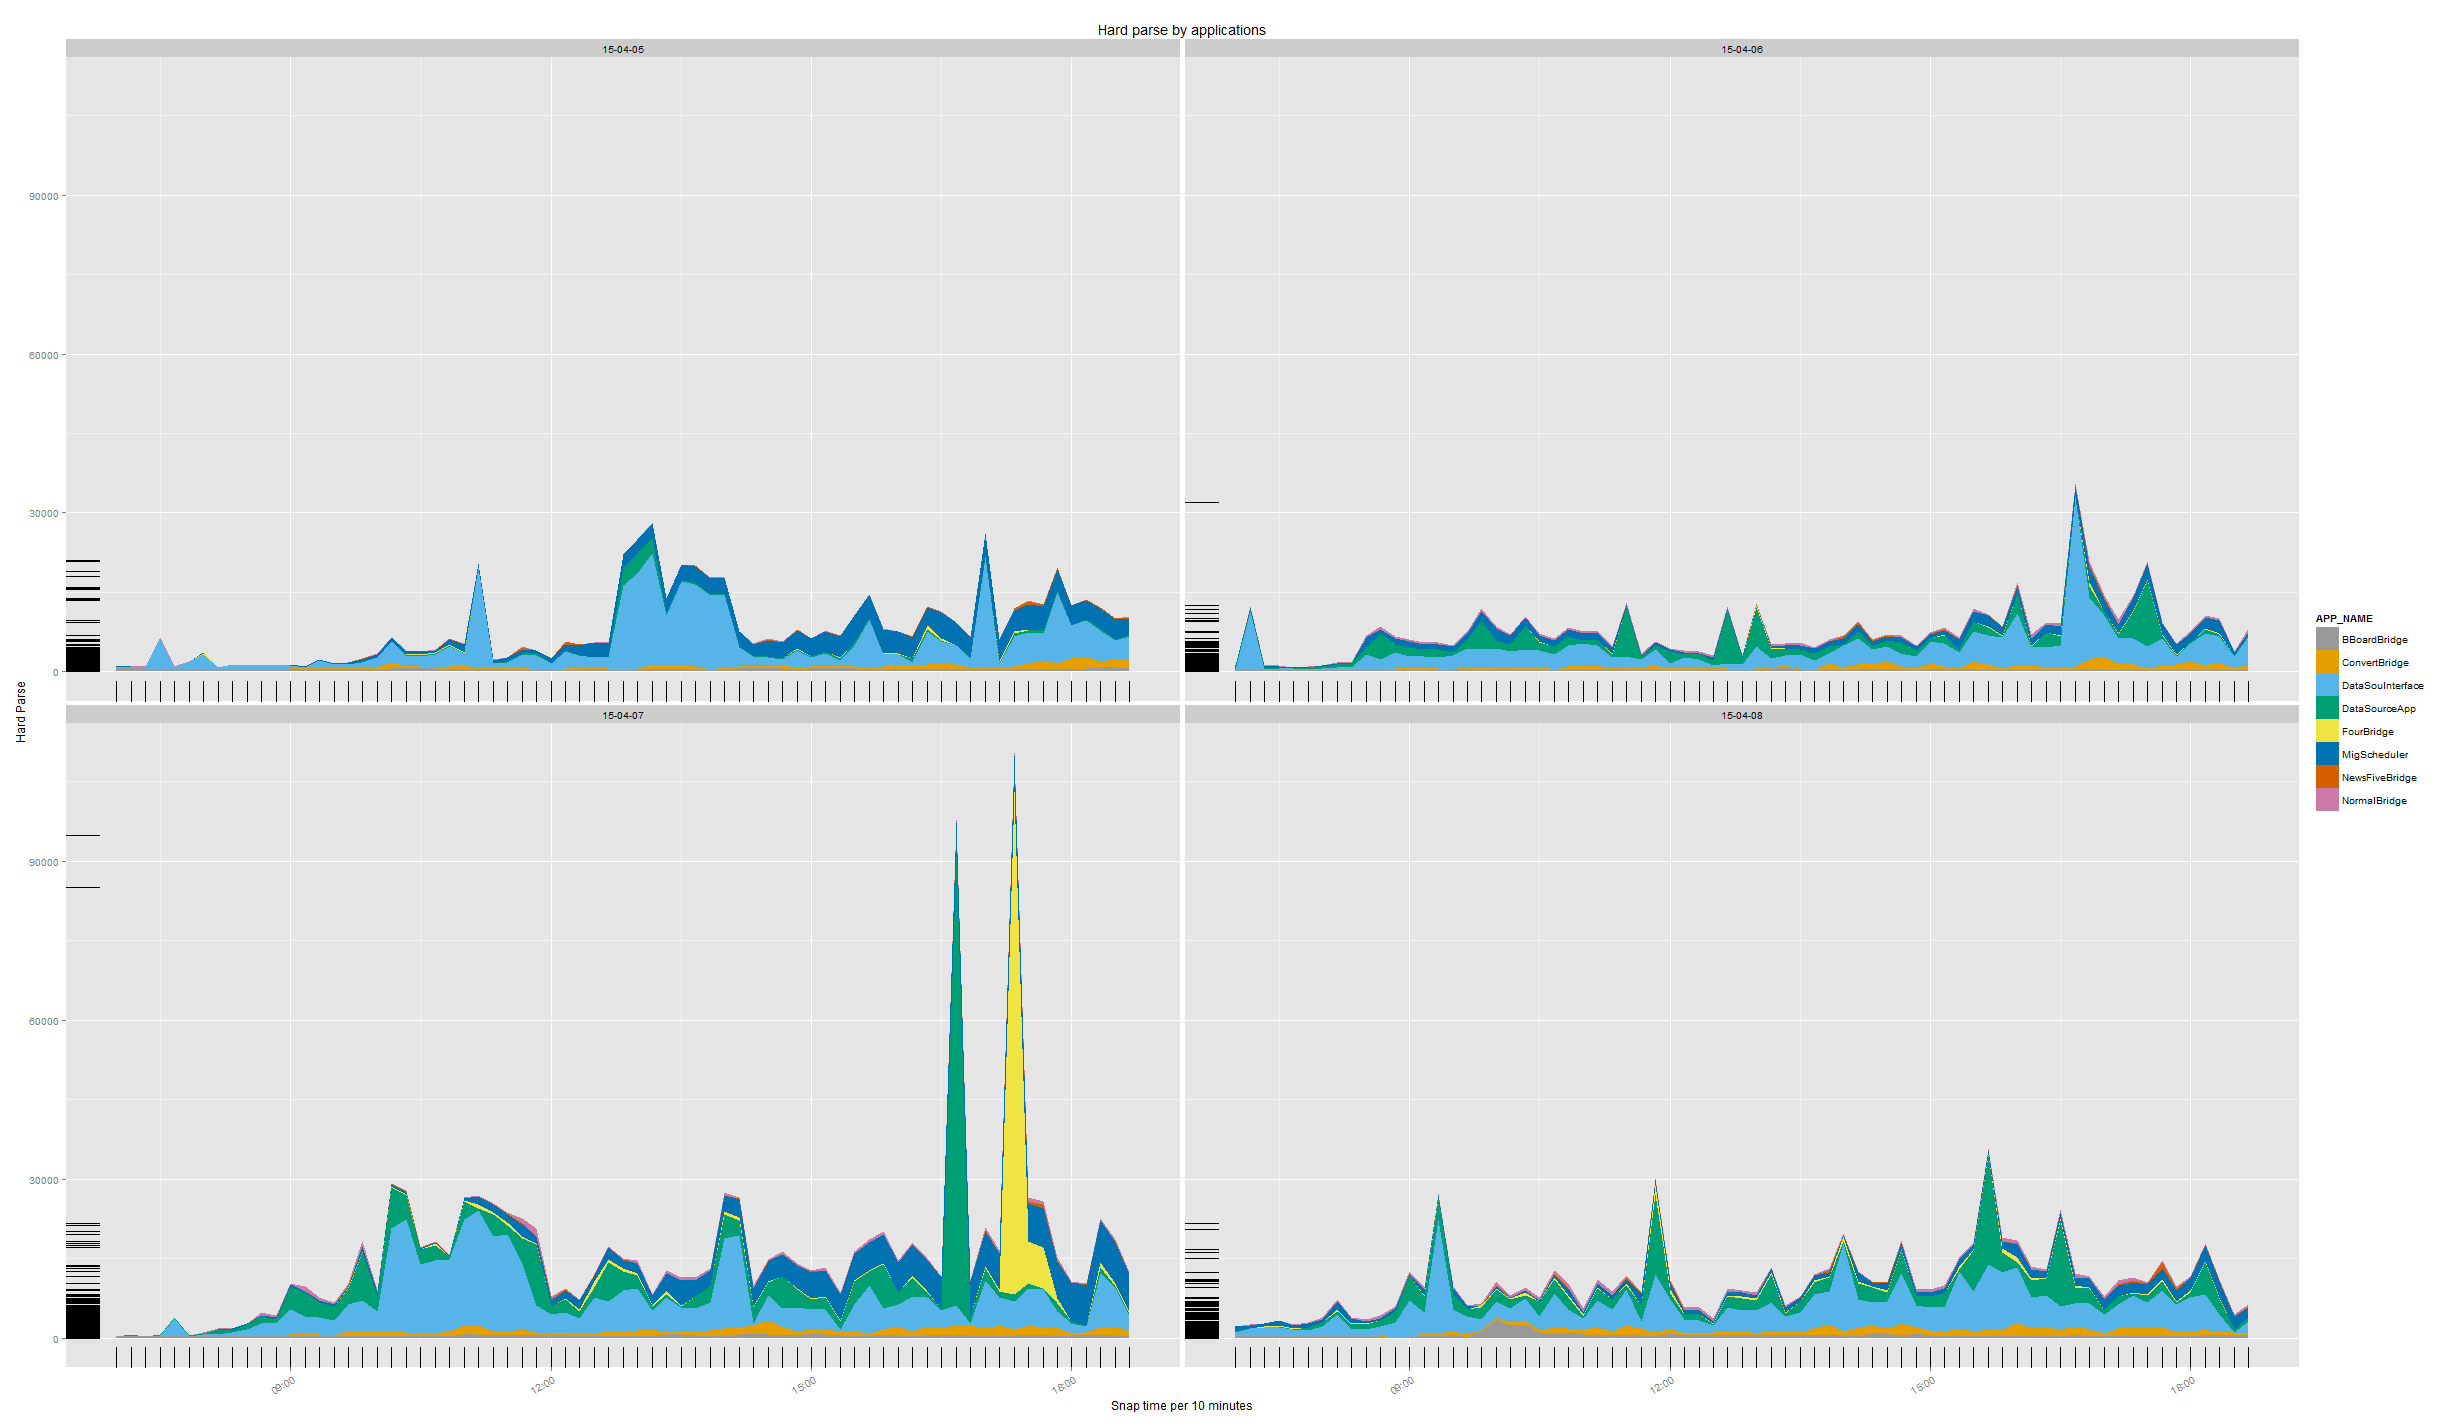 Hard parse by applications
15-04-05
15-04-06
90000
60000
30000
0
15-04-07
15-04-08
90000
60000
30000
0
09:00
12:00
15:00
18:00
09:00
12:00
15:00
18:00
Snap time per 10 minutes
Hard Parse
APP_NAME
BBoardBridge
ConvertBridge
DataSouInterface
DataSourceApp
FourBridge
MigScheduler
NewsFiveBridge
NormalBridge